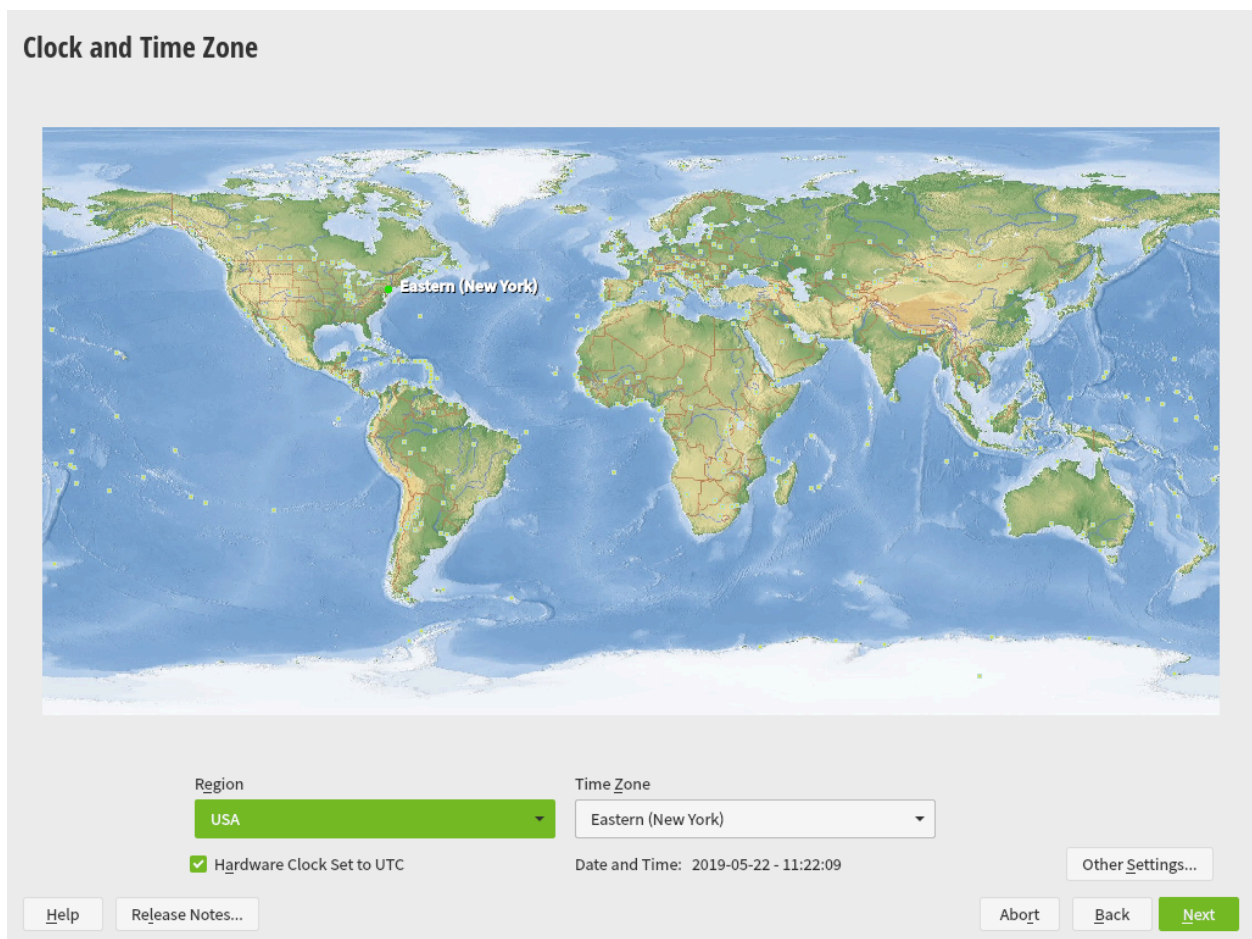 Clock and Time Zone
Eastern (New York)
Region
Time Zone
USA
Eastern (New York)
Hardware Clock Set to UTC
Date and Time: 2019-05-22 - 11:22:09
Other Settings...
Help
Release Notes...
Abort
Back
Next